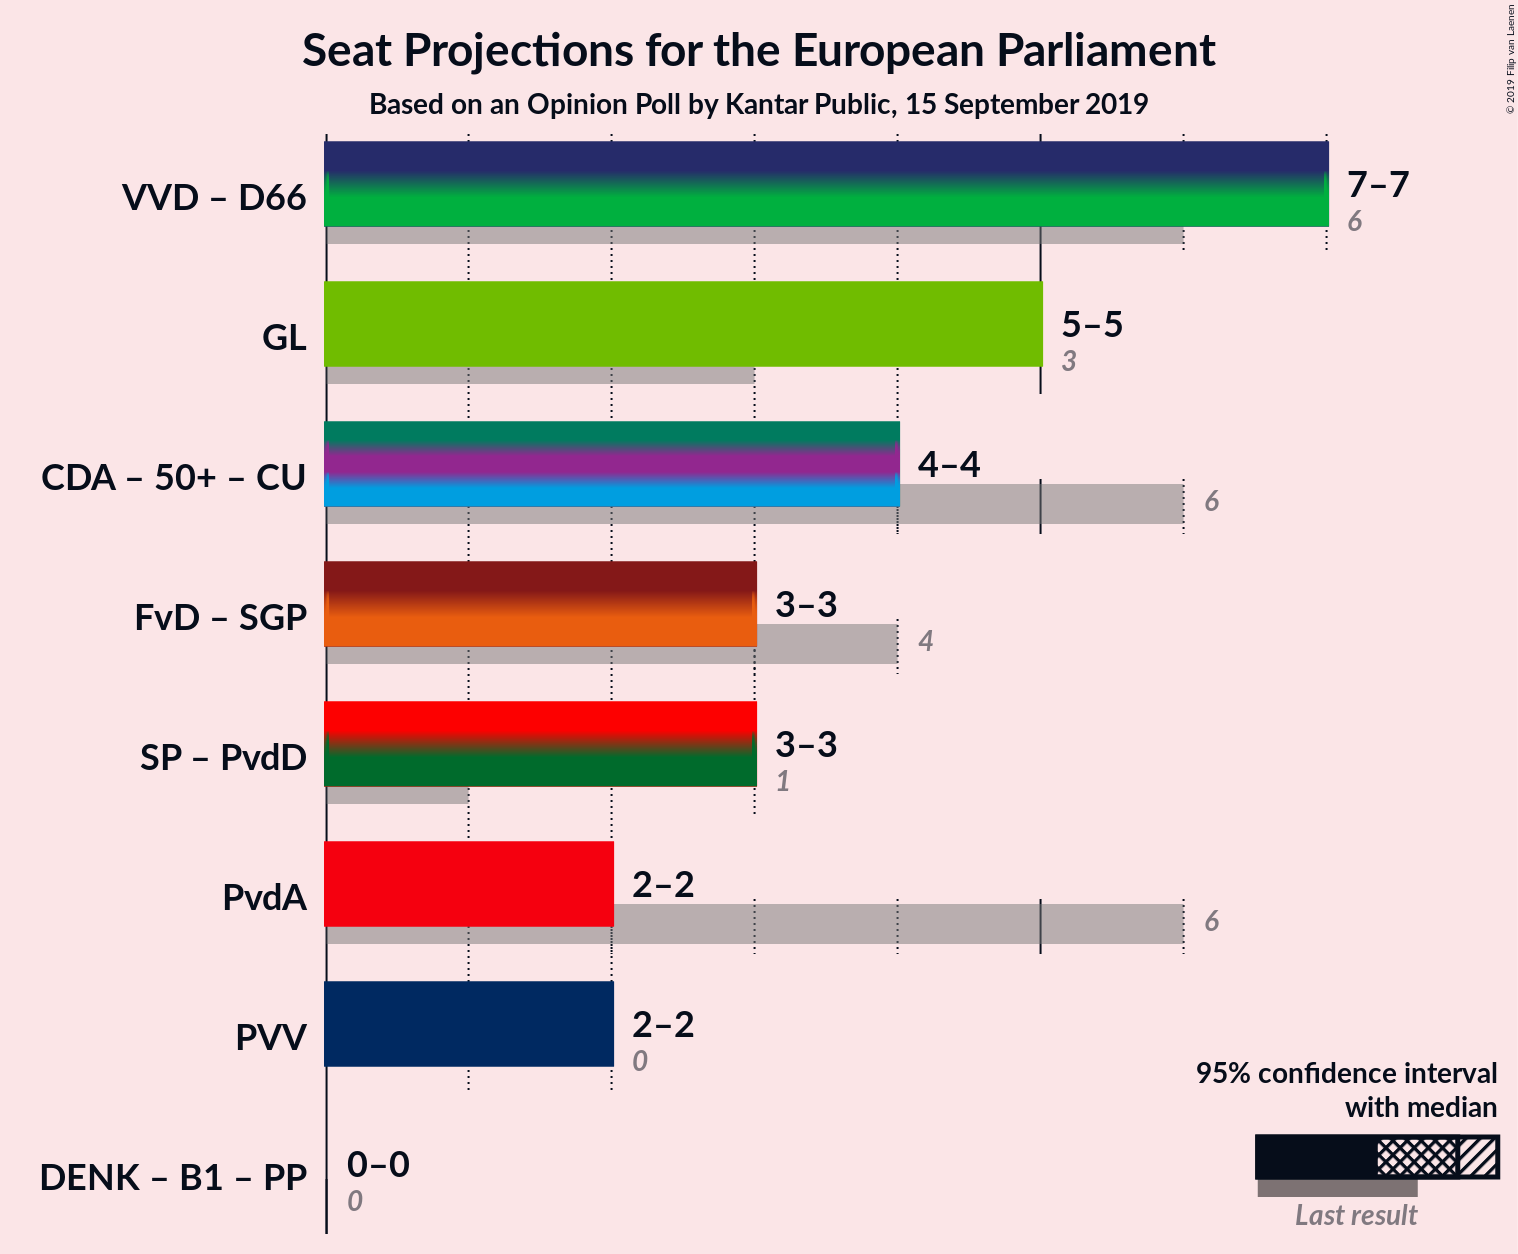 Seat Projections for the European Parliament
Based on an Opinion Poll by Kantar Public, 15 September 2019
© 2019 Filip van Laenen
VVD – D66
7–7
6
GL
5–5
3
CDA – 50+ – CU
4–4
6
FvD – SGP
3–3
4
SP – PvdD
3–3
1
PvdA
2–2
6
PVV
2–2
0
DENK – B1 – PP
0–0
0
95% confidence interval
with median
Last result